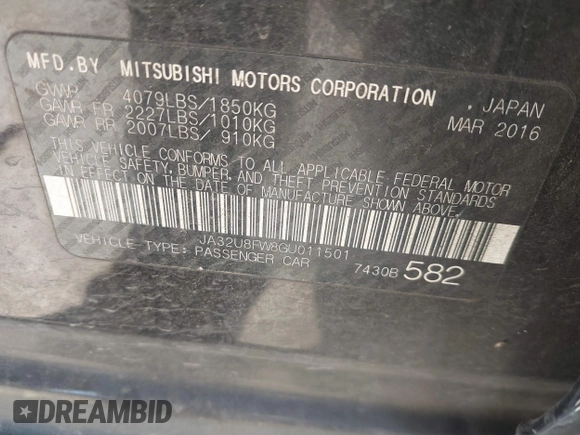 MFD.BY MITSUBISHI MOTORS CORPORATION
, JAPAN
GVWR 4079LBS/1850KG
MAR 2016
GAWR FR 2227LBS/1010KG
GAWR RR 2007LBS/ 910KG
THIS VEHICLE CONFORMS TO ALL APPLICABLE FEDERAL MOTOR
VEHICLE SAFETY, BUMPER, AND THEFT PREVENTION STANDARDS
IN EFFECT ON THE DATE OF MANUFACTURE SHOWN ABOVE.
JA32U8FW8GU011501
VEHICLE TYPE: PASSENGER CAR
7430B 582
DREAMBID